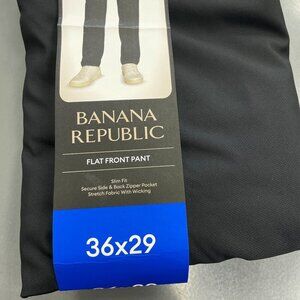 BANANA
REPUBLIC
FLAT FRONT PANT
Slim Fit
Secure Side & Back Zipper Pocket
Stretch Fabric With Wicking
36x29